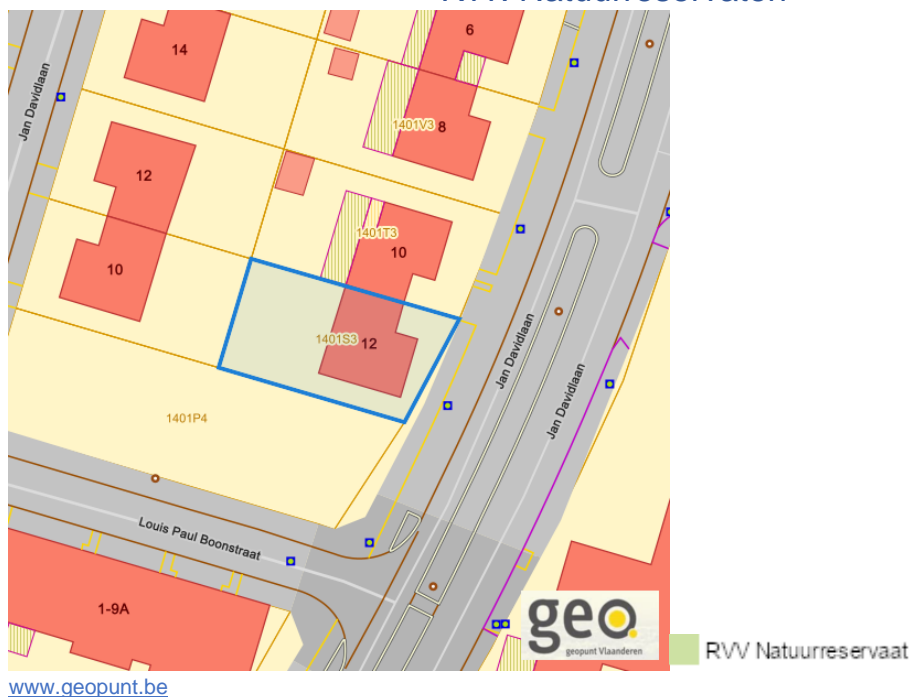 14
6
Jan Davidlaan
1401V3 8
12
1401T3
10
10
1401S3 12
Jan Davidlaan
Jan Davidlaan
1401P4
Louis Paul Boonstraat
1-9A
geo.
geopunt Vlaanderen
RVV Natuurreservaat
www.geopunt.be